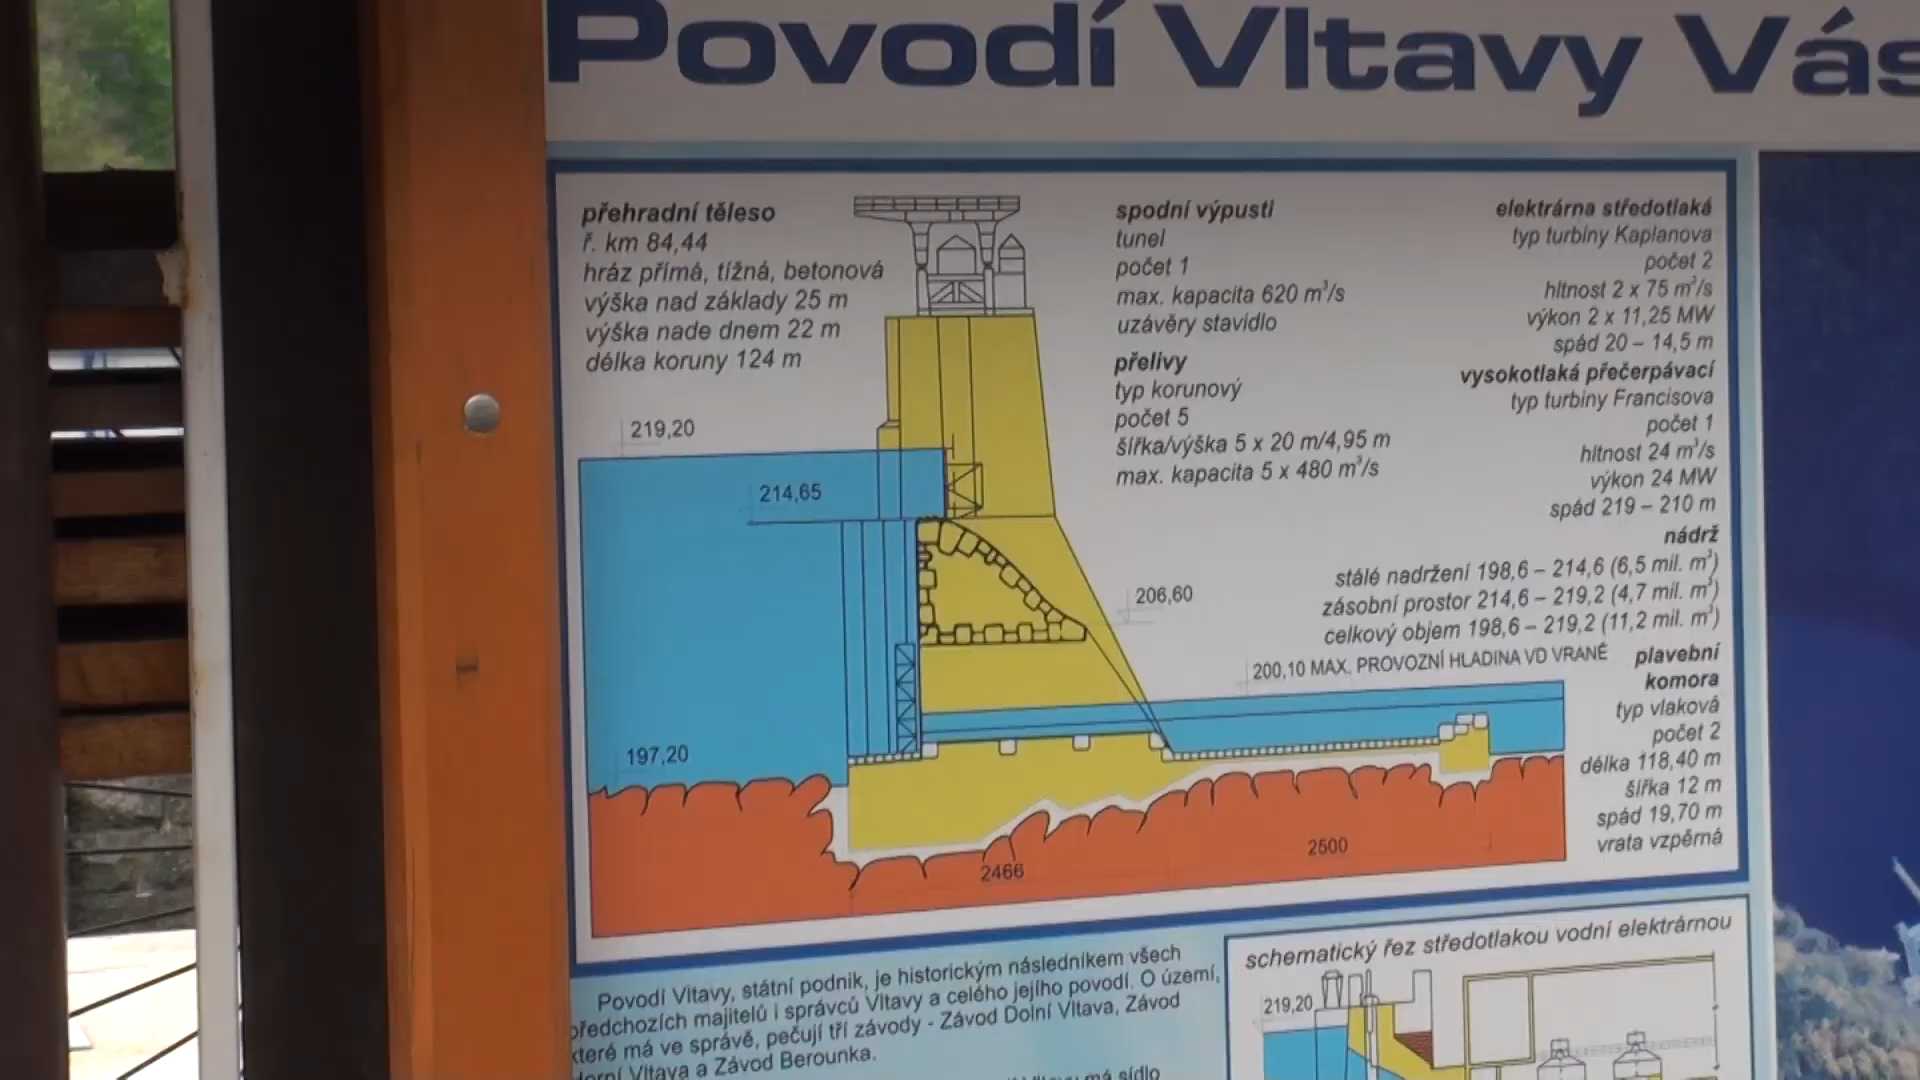 Povodí Vltavy
přehradní těleso
ř. km 84,44
hráz přímá, tížná, betonová
výška nad základy 25 m
výška nade dnem 22 m
délka koruny 124 m
spodní výpusti
tunel
počet 1
max. kapacita 620 m³/s
uzávěry stavidlo
přelivy
typ korunový
počet 5
šířka/výška 5 x 20 m/4,95 m
max. kapacita 5 x 480 m³/s
elektrárna středotlaká
typ turbiny Kaplanova
počet 2
hltnost 2 x 75 m³/s
výkon 2 x 11,25 MW
spád 20 – 14,5 m
vysokotlaká přečerpávací
typ turbiny Francisova
počet 1
hltnost 24 m³/s
výkon 24 MW
spád 219 – 210 m
nádrž
stálé nadržení 198,6 – 214,6 (6,5 mil. m³)
zásobní prostor 214,6 – 219,2 (4,7 mil. m³)
celkový objem 198,6 – 219,2 (11,2 mil. m³)
plavební
komora
typ vlaková
počet 2
délka 118,40 m
šířka 12 m
spád 19,70 m
vrata vzpěrná
219,20
214,65
206,60
200,10 MAX. PROVOZNÍ HLADINA VD VRANÉ
197,20
2466
2500
Povodí Vltavy, státní podnik, je historickým následníkem všech
předchozích majitelů i správců Vltavy a celého jejího povodí. O území,
které má ve správě, pečují tři závody - Závod Dolní Vltava, Závod
Vltava a Závod Berounka.
má sídlo
schematický řez středotlakou vodní elektrárnou
219,20